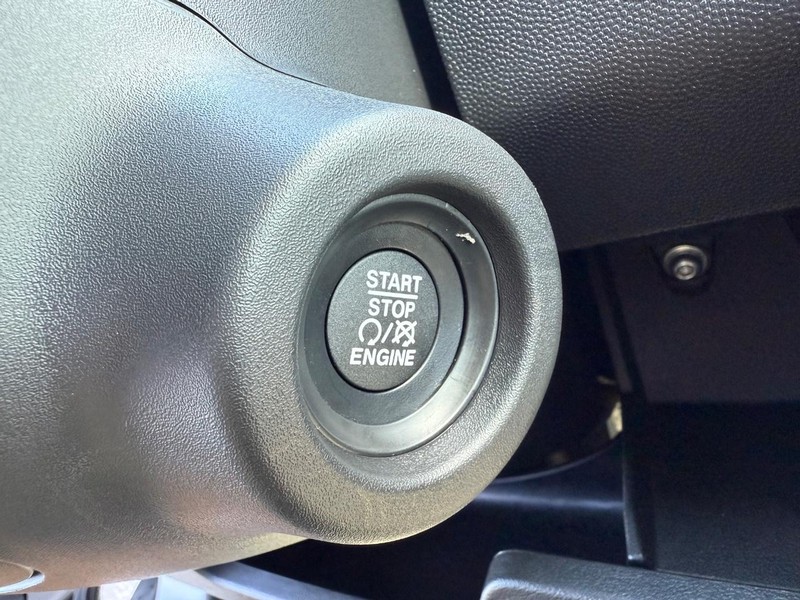 START
STOP
/
ENGINE